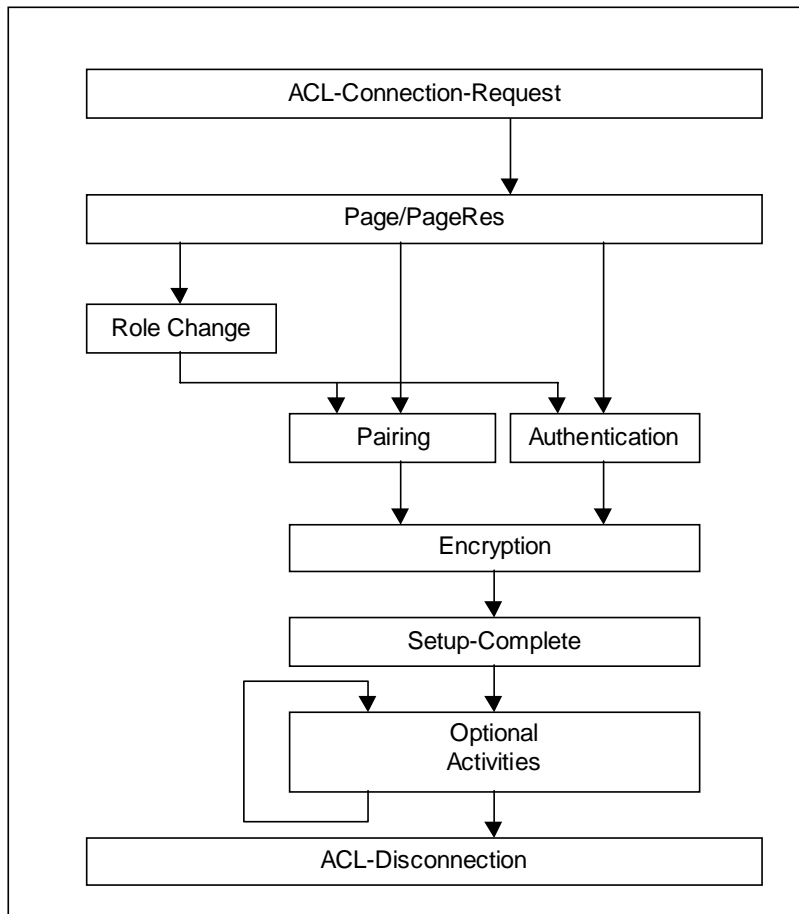 ACL-Connection-Request
Page/PageRes
Role Change
Pairing
Authentication
Encryption
Setup-Complete
Optional
Activities
ACL-Disconnection